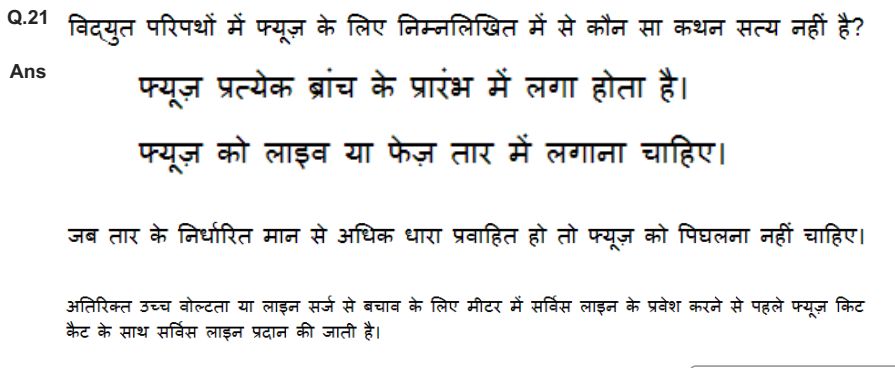 Q.21 विद्युत परिपथों में फ्यूज़ के लिए निम्नलिखित में से कौन सा कथन सत्य नहीं है?
Ans फ्यूज़ प्रत्येक ब्रांच के प्रारंभ में लगा होता है।
फ्यूज़ को लाइव या फेज़ तार में लगाना चाहिए।
जब तार के निर्धारित मान से अधिक धारा प्रवाहित हो तो फ्यूज़ को पिघलना नहीं चाहिए।
अतिरिक्त उच्च वोल्टता या लाइन सर्ज से बचाव के लिए मीटर में सर्विस लाइन के प्रवेश करने से पहले फ्यूज़ किट
कैट के साथ सर्विस लाइन प्रदान की जाती है।